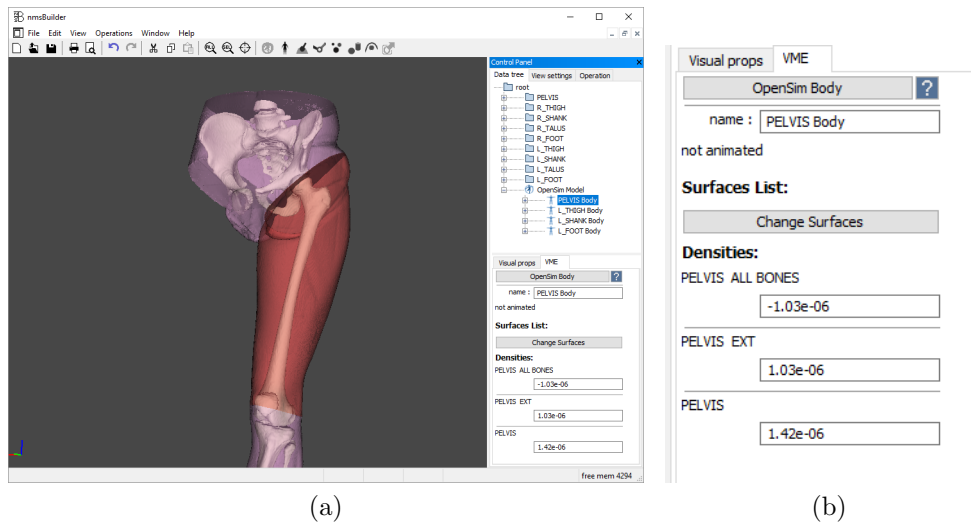 nmsBuilder
File Edit View Operations Window Help
Control Panel
Data tree View settings Operation
root
PELVIS
R_THIGH
R_SHANK
R_TALUS
R_FOOT
L_THIGH
L_SHANK
L_TALUS
L_FOOT
OpenSim Model
PELVIS Body
L_THIGH Body
L_SHANK Body
L_FOOT Body
Visual props VME
OpenSim Body ?
name : PELVIS Body
not animated
Surfaces List:
Change Surfaces
Densities:
PELVIS ALL BONES
-1.03e-06
PELVIS EXT
1.03e-06
PELVIS
1.42e-06
free mem 4294
(a)
Visual props VME
OpenSim Body ?
name : PELVIS Body
not animated
Surfaces List:
Change Surfaces
Densities:
PELVIS ALL BONES
-1.03e-06
PELVIS EXT
1.03e-06
PELVIS
1.42e-06
(b)